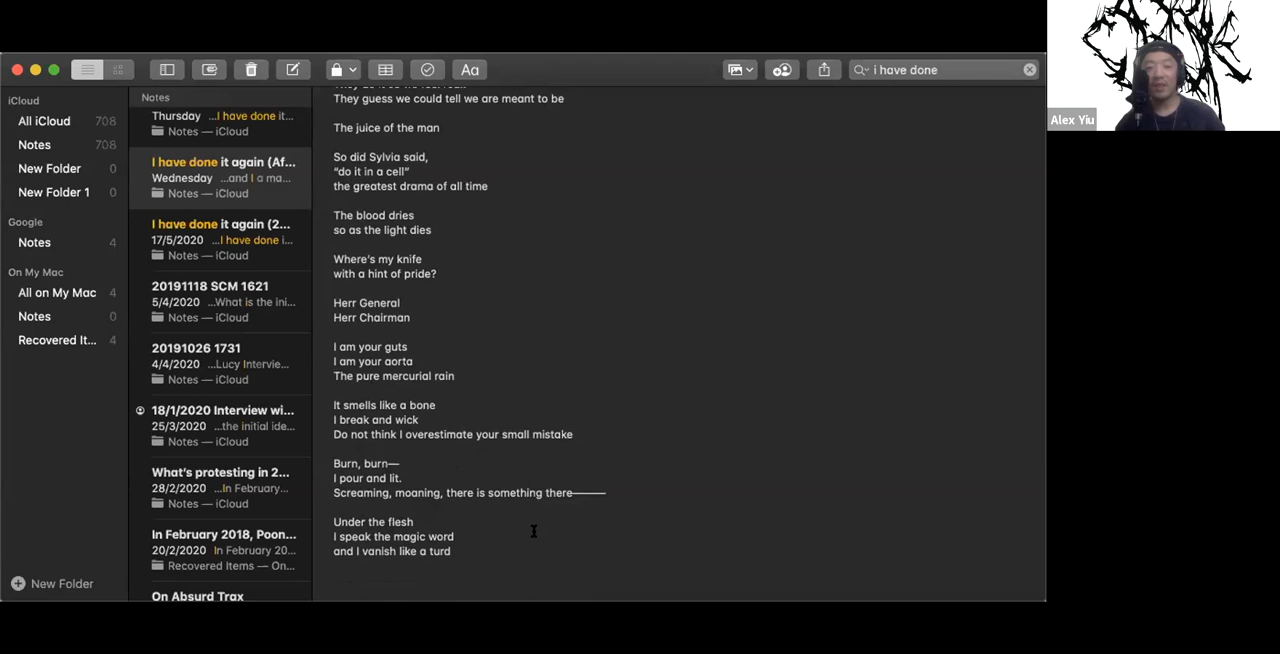 i have done
Alex Yiu
iCloud
All iCloud 708
Notes 708
New Folder 0
New Folder 1 0
Google
Notes 4
On My Mac
All on My Mac 4
Notes 0
Recovered It... 4
New Folder
Notes
Thursday ...I have done it...
Notes — iCloud
I have done it again (Af...
Wednesday ...and I a ma...
Notes — iCloud
I have done it again (2...
17/5/2020 ...I have done i...
Notes — iCloud
20191118 SCM 1621
5/4/2020 ...What is the ini...
Notes — iCloud
20191026 1731
4/4/2020 ...Lucy Intervie...
Notes — iCloud
18/1/2020 Interview wi...
25/3/2020 ...the initial ide...
Notes — iCloud
What's protesting in 2...
28/2/2020 ...In February...
Notes — iCloud
In February 2018, Poon...
20/2/2020 In February 20...
Recovered Items — On...
On Absurd Trax
Aa
They guess we could tell we are meant to be
The juice of the man
So did Sylvia said,
“do it in a cell”
the greatest drama of all time
The blood dries
so as the light dies
Where's my knife
with a hint of pride?
Herr General
Herr Chairman
I am your guts
I am your aorta
The pure mercurial rain
It smells like a bone
I break and wick
Do not think I overestimate your small mistake
Burn, burn—
I pour and lit.
Screaming, moaning, there is something there———
Under the flesh
I speak the magic word
and I vanish like a turd